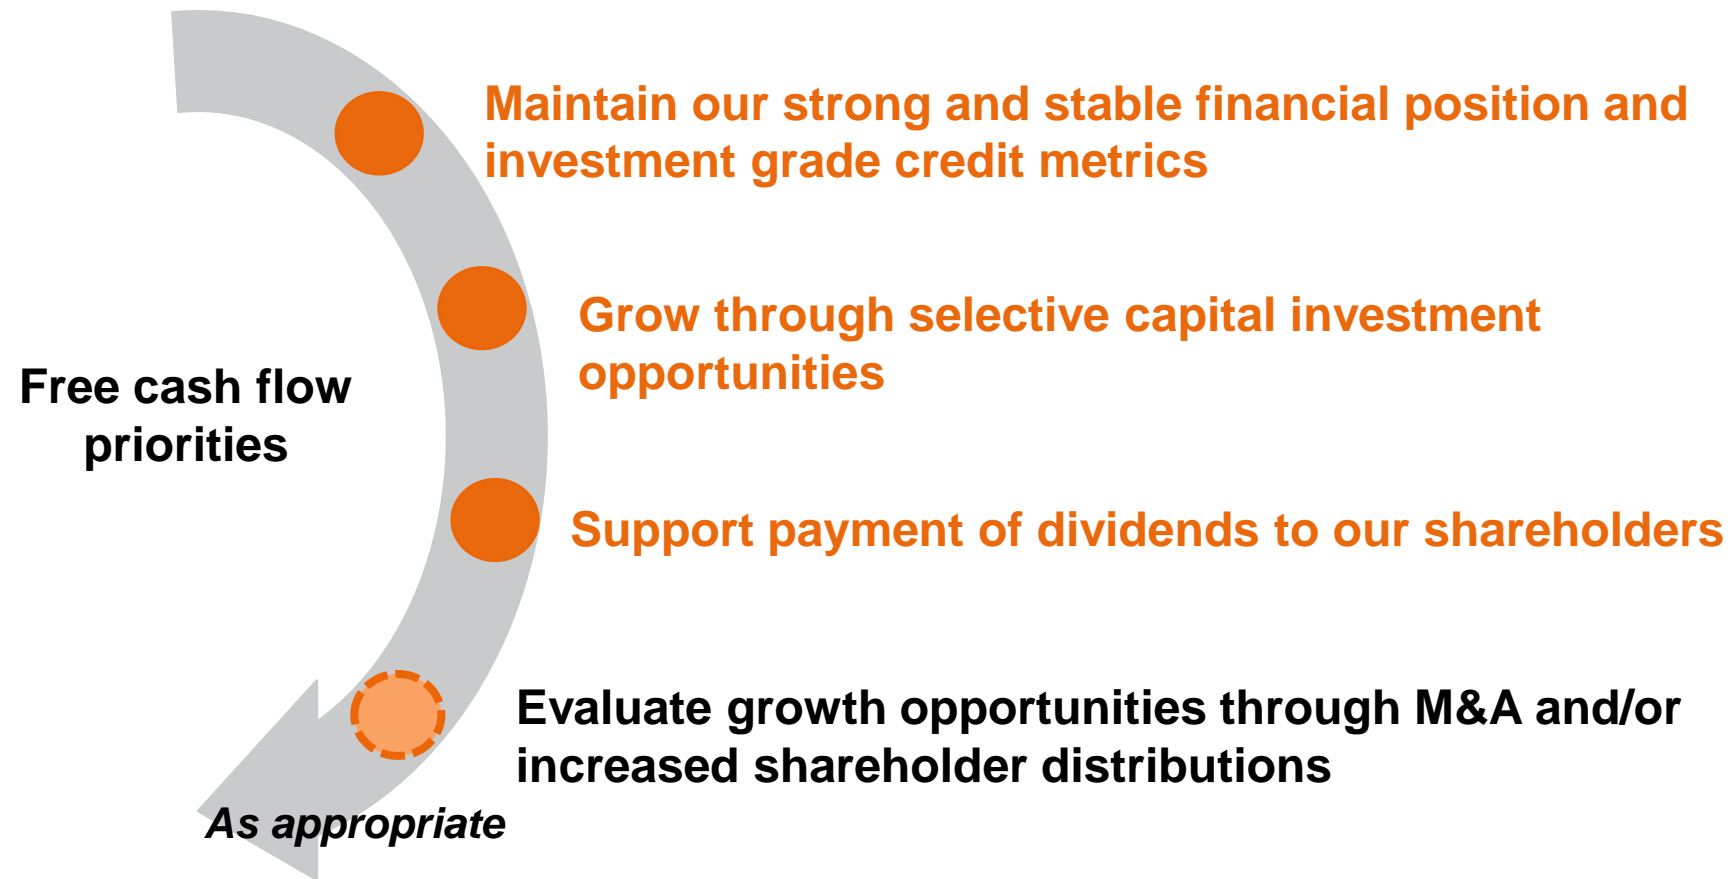 Maintain our strong and stable financial position and
investment grade credit metrics
Grow through selective capital investment
opportunities
Free cash flow
priorities
Support payment of dividends to our shareholders
Evaluate growth opportunities through M&A and/or
increased shareholder distributions
As appropriate